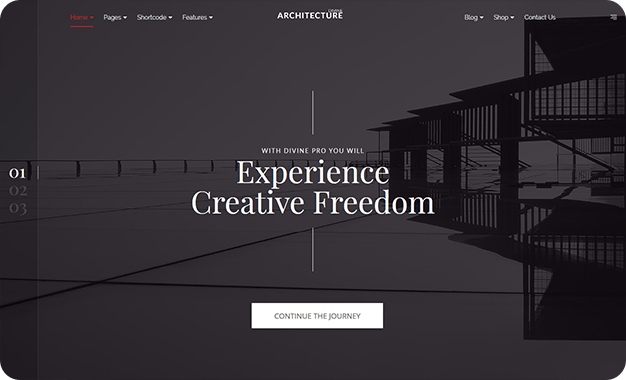 Home Pages Shortcode Features
DIVINE
ARCHITECTURE
Blog Shop Contact Us
WITH DIVINE PRO YOU WILL
Experience
Creative Freedom
01
02
03
CONTINUE THE JOURNEY